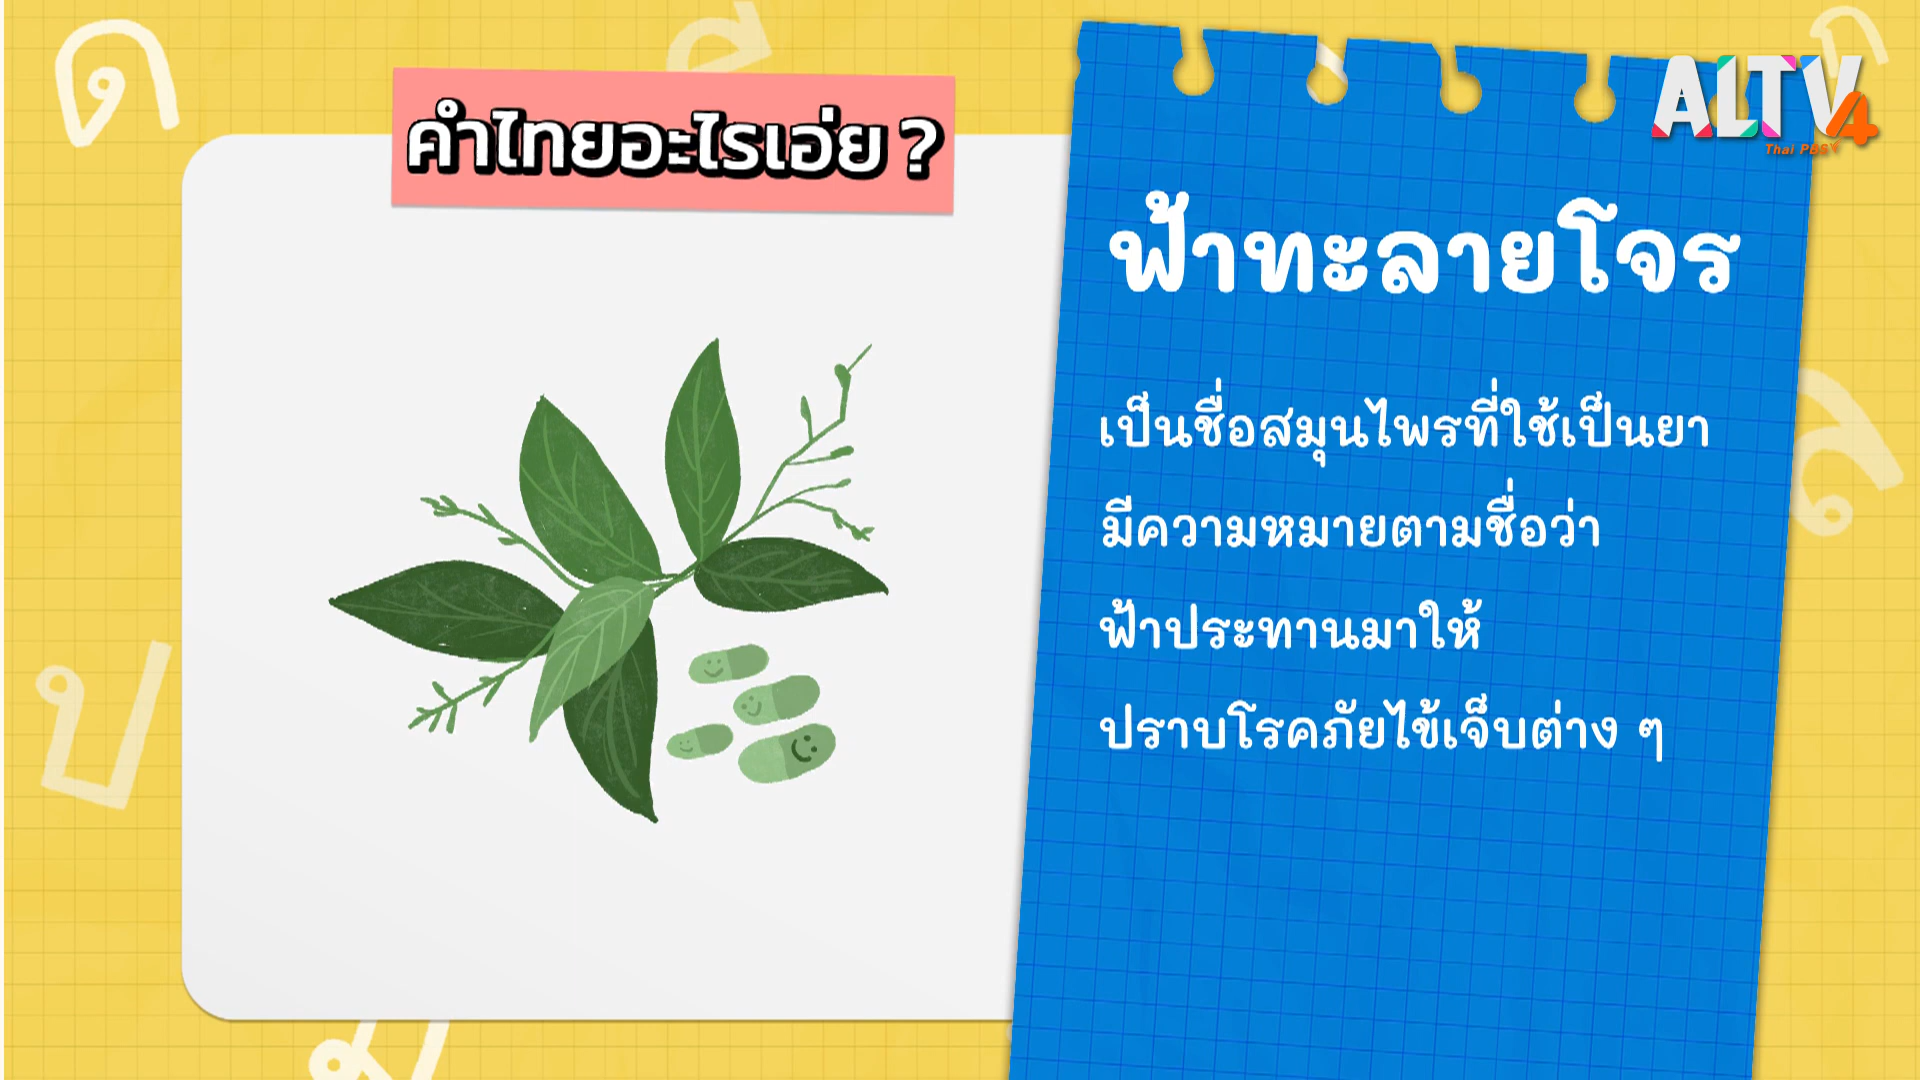 คำไทยอะไรเอ่ย ?
ALTV4
Thai PBS
ฟ้าทะลายโจร
เป็นชื่อสมุนไพรที่ใช้เป็นยา
มีความหมายตามชื่อว่า
ฟ้าประทานมาให้
ปราบโรคภัยไข้เจ็บต่าง ๆ
ด
ป